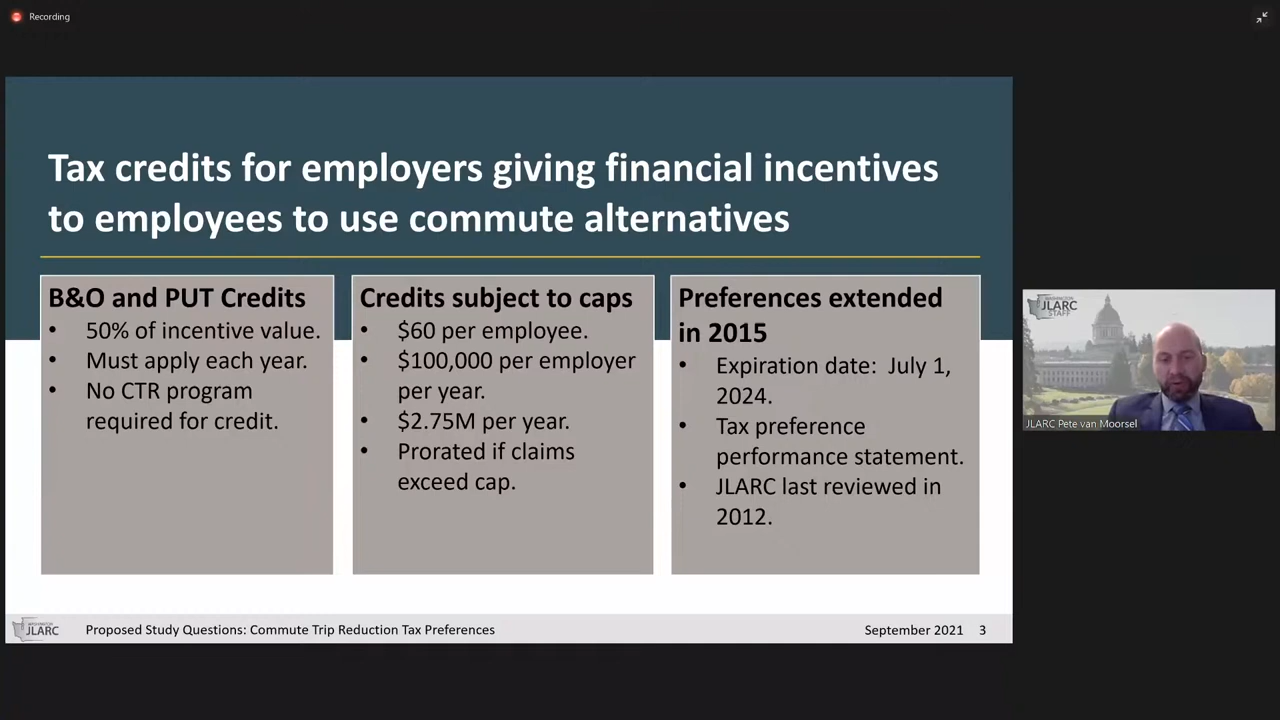 Recording
Tax credits for employers giving financial incentives
to employees to use commute alternatives
B&O and PUT Credits
• 50% of incentive value.
• Must apply each year.
• No CTR program
required for credit.
Credits subject to caps
• $60 per employee.
• $100,000 per employer
per year.
• $2.75M per year.
• Prorated if claims
exceed cap.
Preferences extended
in 2015
• Expiration date: July 1,
2024.
• Tax preference
performance statement.
• JLARC last reviewed in
2012.
WASHINGTON
JLARC
STAFF
JLARC Pete van Moorsel
JLARC
Proposed Study Questions: Commute Trip Reduction Tax Preferences
September 2021 3